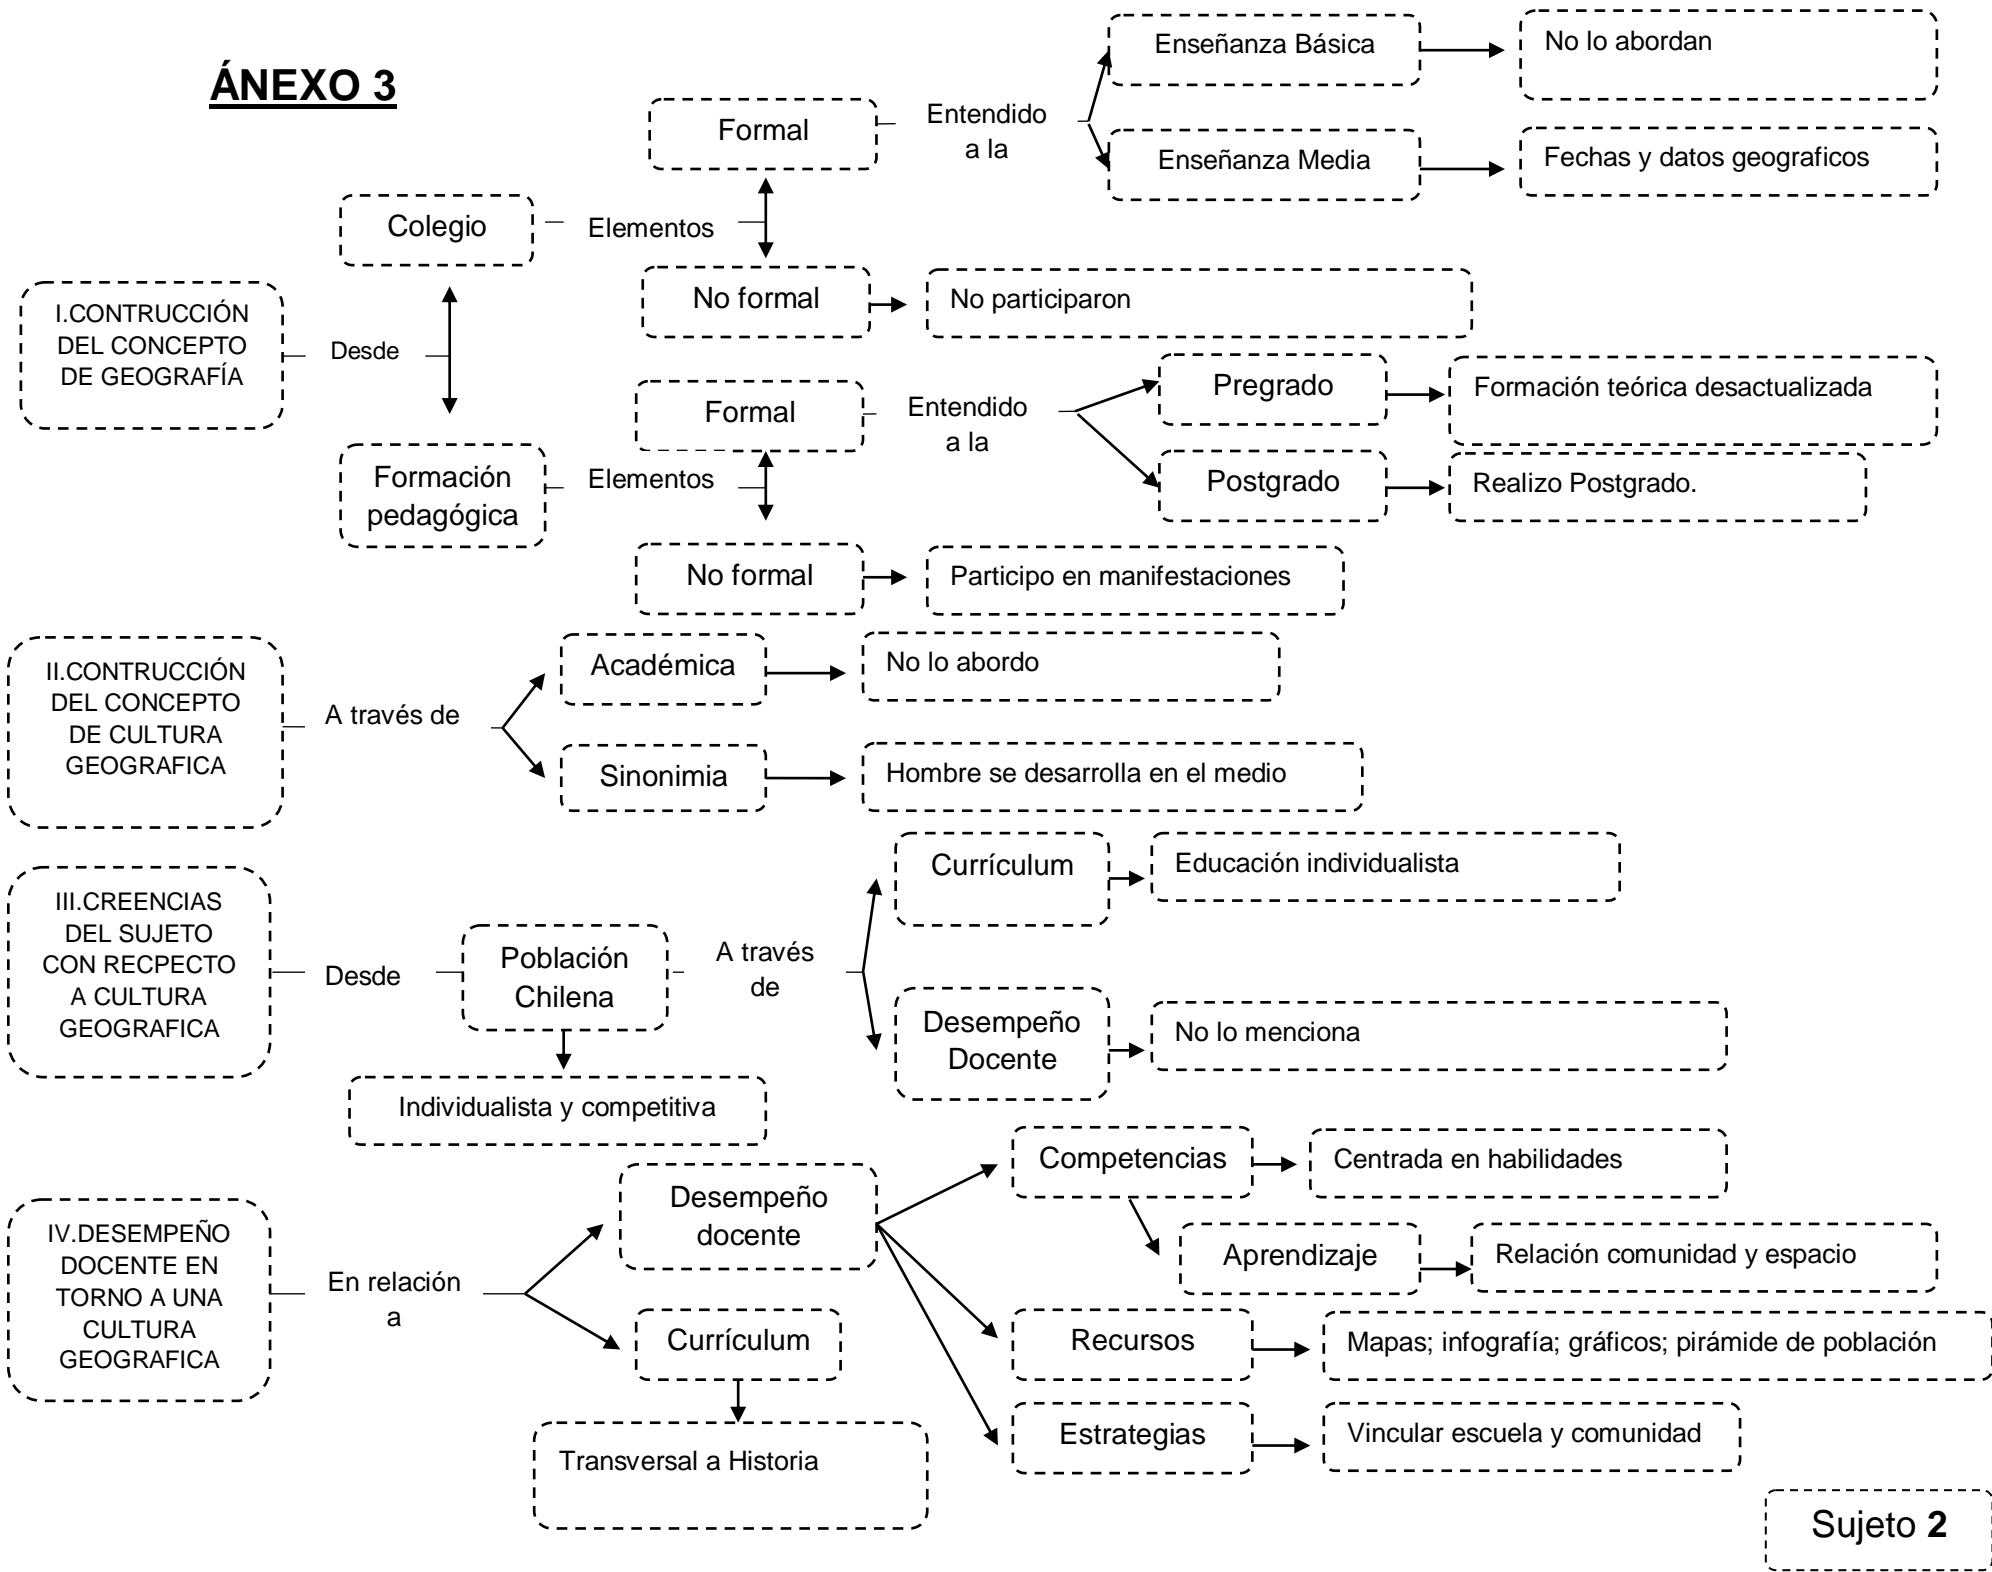 ÁNEXO 3
Enseñanza Básica
No lo abordan
Formal
Entendido
a la
Enseñanza Media
Fechas y datos geograficos
Colegio
Elementos
No formal
No participaron
I.CONTRUCCIÓN
DEL CONCEPTO
DE GEOGRAFÍA
Desde
Formal
Entendido
a la
Pregrado
Formación teórica desactualizada
Formación
pedagógica
Elementos
Postgrado
Realizo Postgrado.
No formal
Participo en manifestaciones
II.CONTRUCCIÓN
DEL CONCEPTO
DE CULTURA
GEOGRAFICA
A través de
Académica
No lo abordo
Sinonimia
Hombre se desarrolla en el medio
III.CREENCIAS
DEL SUJETO
CON RECPECTO
A CULTURA
GEOGRAFICA
Desde
Población
Chilena
A través
de
Currículum
Educación individualista
Desempeño
Docente
No lo menciona
Individualista y competitiva
IV.DESEMPEÑO
DOCENTE EN
TORNO A UNA
CULTURA
GEOGRAFICA
En relación
a
Desempeño
docente
Competencias
Centrada en habilidades
Aprendizaje
Relación comunidad y espacio
Currículum
Recursos
Mapas; infografía; gráficos; pirámide de población
Estrategias
Vincular escuela y comunidad
Transversal a Historia
Sujeto 2